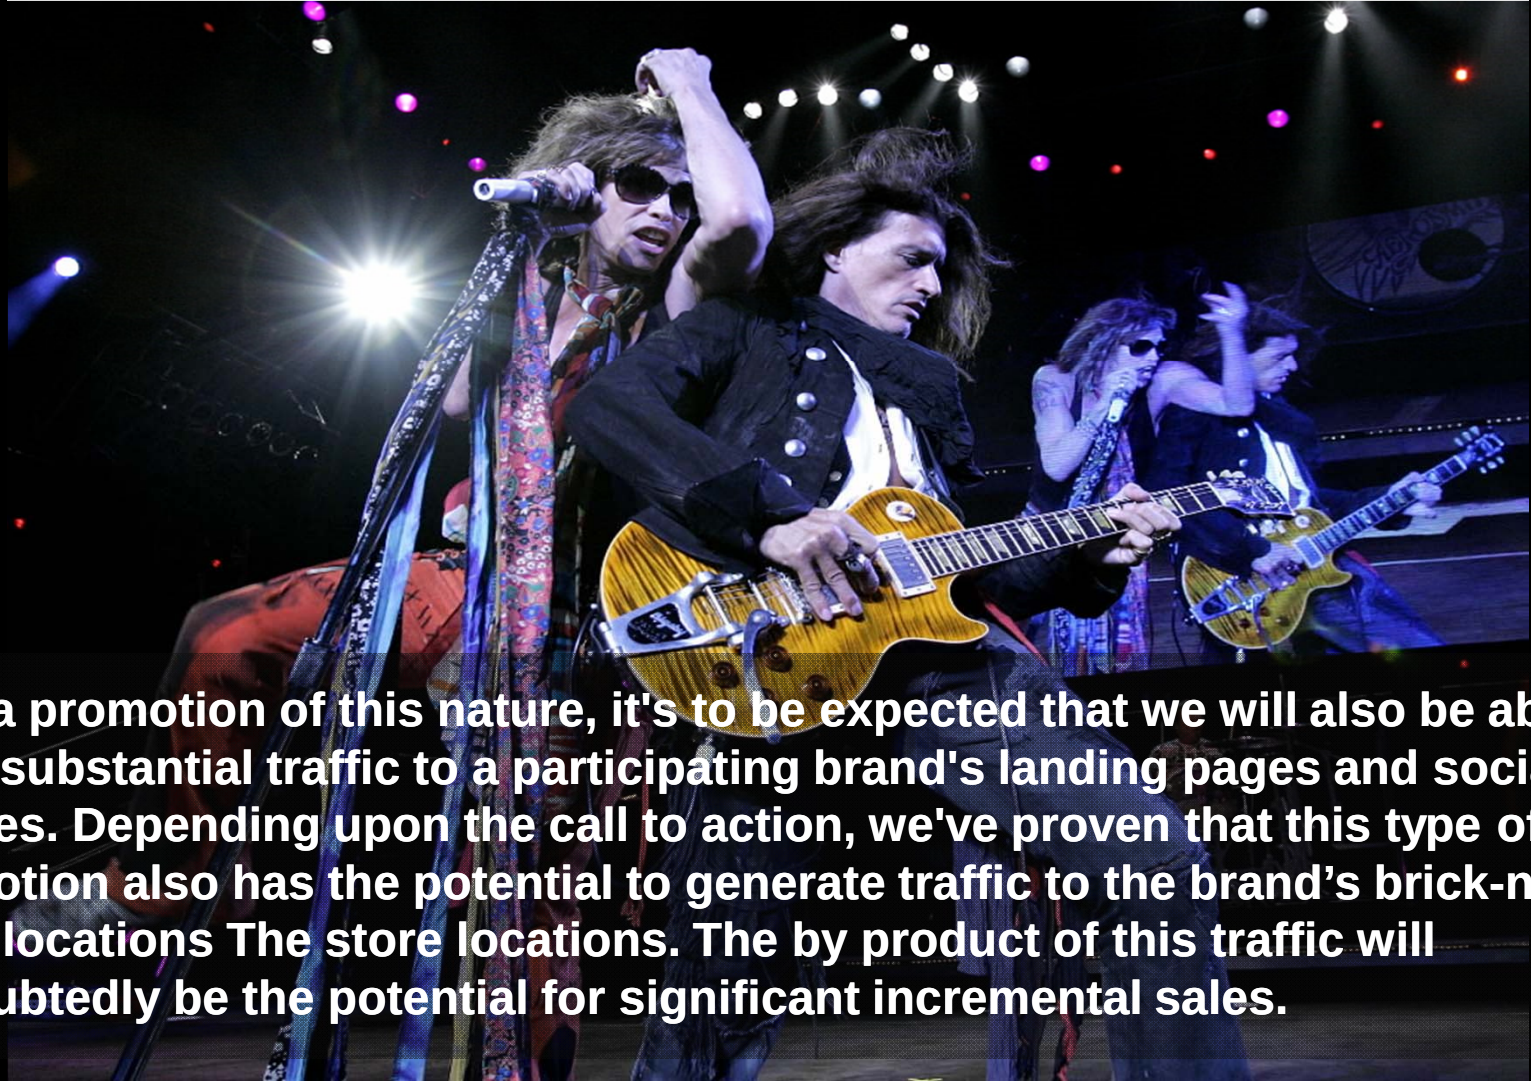 a promotion of this nature, it's to be expected that we will also be ab
substantial traffic to a participating brand's landing pages and soci
es. Depending upon the call to action, we've proven that this type of
otion also has the potential to generate traffic to the brand’s brick-n
locations The store locations. The by product of this traffic will
ubtedly be the potential for significant incremental sales.